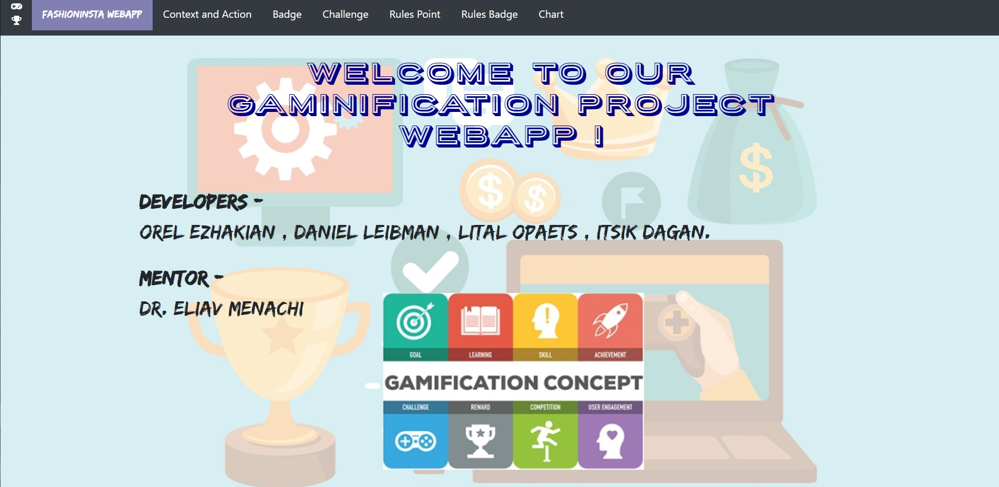 FASHIONINSTA WEBAPP
Context and Action
Badge
Challenge
Rules Point
Rules Badge
Chart
WELCOME TO OUR
GAMINIFICATION PROJECT
WEBAPP !
DEVELOPERS -
OREL EZHAKIAN , DANIEL LEIBMAN , LITAL OPAETS , ITSIK DAGAN.
MENTOR -
DR. ELIAV MENACHI
GOAL
LEARNING
SKILL
ACHIEVEMENT
GAMIFICATION CONCEPT
CHALLENGE
REWARD
COMPETITION
USER ENGAGEMENT